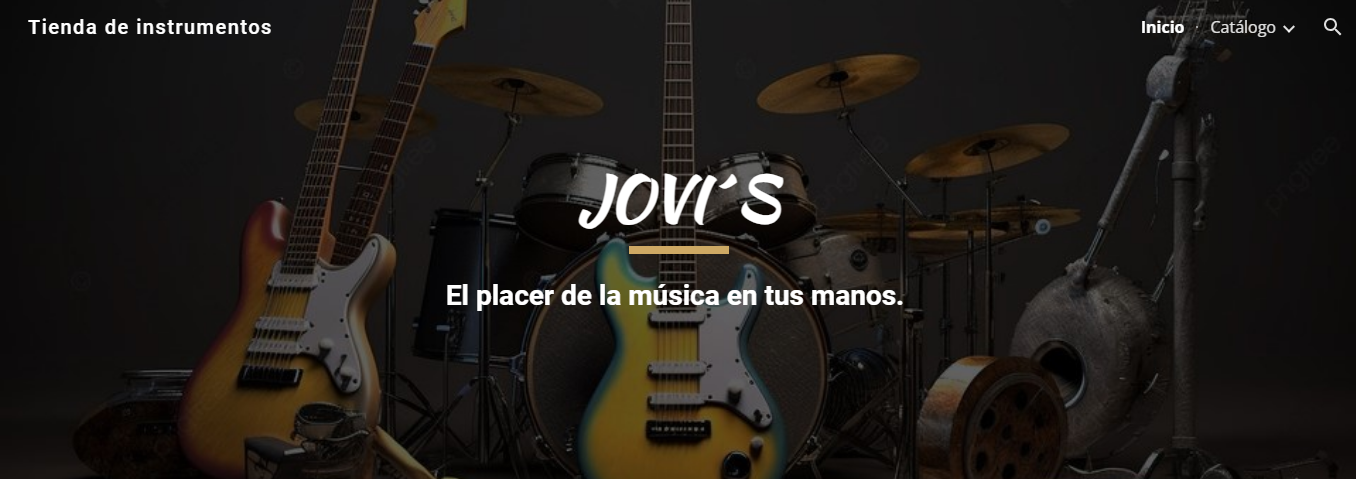 Tienda de instrumentos
Inicio · Catálogo
JOVI´S
El placer de la música en tus manos.